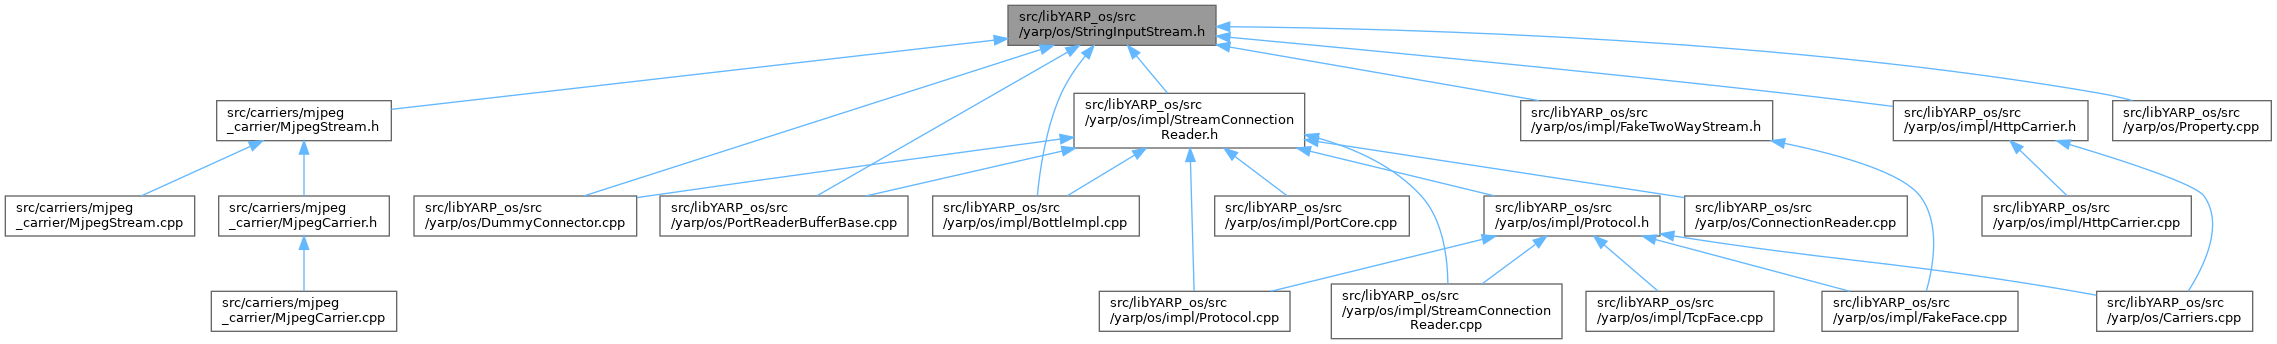 src/libYARP_os/src
/yarp/os/StringInputStream.h
src/carriers/mjpeg
_carrier/MjpegStream.h
src/libYARP_os/src
/yarp/os/impl/StreamConnection
Reader.h
src/libYARP_os/src
/yarp/os/impl/FakeTwoWayStream.h
src/libYARP_os/src
/yarp/os/impl/HttpCarrier.h
src/libYARP_os/src
/yarp/os/Property.cpp
src/carriers/mjpeg
_carrier/MjpegStream.cpp
src/carriers/mjpeg
_carrier/MjpegCarrier.h
src/libYARP_os/src
/yarp/os/DummyConnector.cpp
src/libYARP_os/src
/yarp/os/PortReaderBufferBase.cpp
src/libYARP_os/src
/yarp/os/impl/BottleImpl.cpp
src/libYARP_os/src
/yarp/os/impl/PortCore.cpp
src/libYARP_os/src
/yarp/os/impl/Protocol.h
src/libYARP_os/src
/yarp/os/ConnectionReader.cpp
src/libYARP_os/src
/yarp/os/impl/HttpCarrier.cpp
src/carriers/mjpeg
_carrier/MjpegCarrier.cpp
src/libYARP_os/src
/yarp/os/impl/Protocol.cpp
src/libYARP_os/src
/yarp/os/impl/StreamConnection
Reader.cpp
src/libYARP_os/src
/yarp/os/impl/TcpFace.cpp
src/libYARP_os/src
/yarp/os/impl/FakeFace.cpp
src/libYARP_os/src
/yarp/os/Carriers.cpp